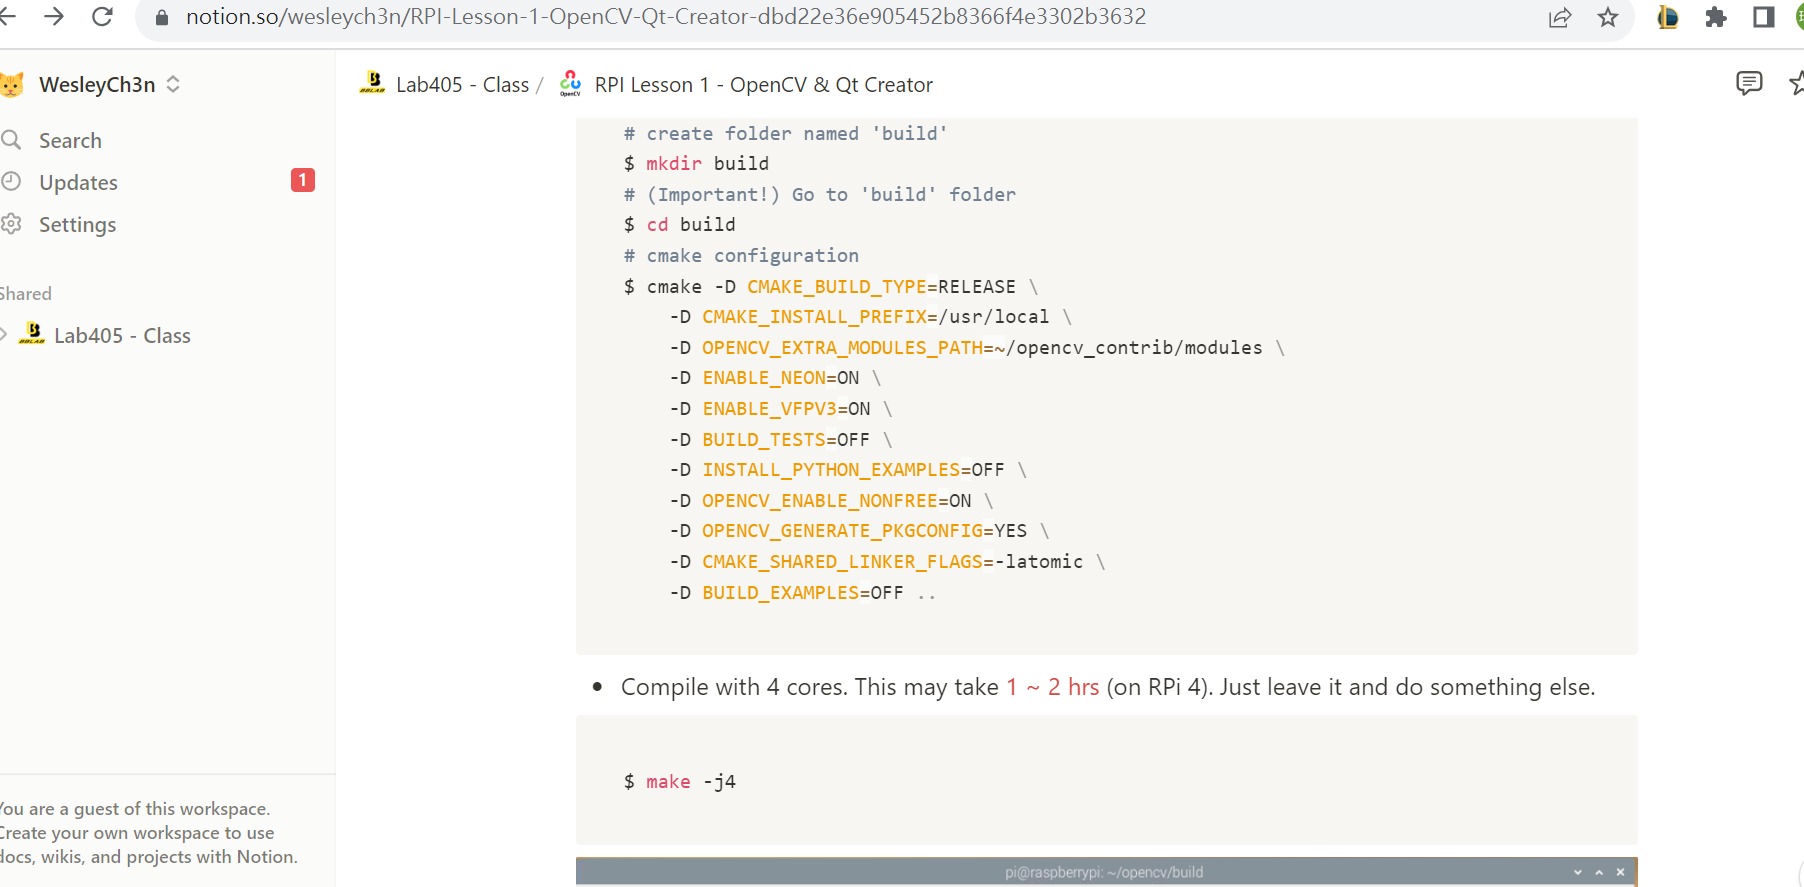 notion.so/wesleych3n/RPI-Lesson-1-OpenCV-Qt-Creator-dbd22e36e905452b8366f4e3302b3632
WesleyCh3n
Lab405 - Class / RPI Lesson 1 - OpenCV & Qt Creator
Search
Updates 1
Settings
Shared
Lab405 - Class
# create folder named 'build'
$ mkdir build
# (Important!) Go to 'build' folder
$ cd build
# cmake configuration
$ cmake -D CMAKE_BUILD_TYPE=RELEASE \
-D CMAKE_INSTALL_PREFIX=/usr/local \
-D OPENCV_EXTRA_MODULES_PATH=~/opencv_contrib/modules \
-D ENABLE_NEON=ON \
-D ENABLE_VFPV3=ON \
-D BUILD_TESTS=OFF \
-D INSTALL_PYTHON_EXAMPLES=OFF \
-D OPENCV_ENABLE_NONFREE=ON \
-D OPENCV_GENERATE_PKGCONFIG=YES \
-D CMAKE_SHARED_LINKER_FLAGS=-latomic \
-D BUILD_EXAMPLES=OFF ..
• Compile with 4 cores. This may take 1 ~ 2 hrs (on RPi 4). Just leave it and do something else.
$ make -j4
pi@raspberrypi: ~/opencv/build
You are a guest of this workspace.
Create your own workspace to use
docs, wikis, and projects with Notion.